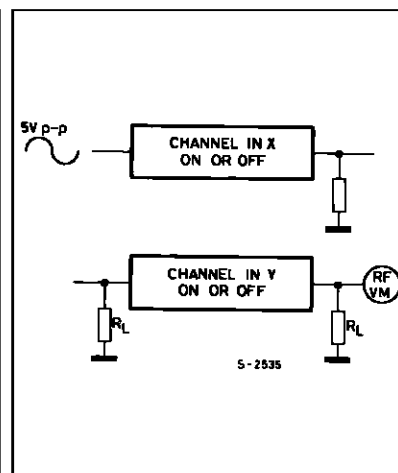 5V p-p
CHANNEL IN X
ON OR OFF
CHANNEL IN Y
ON OR OFF
RF
VM
RL
RL
S-2535